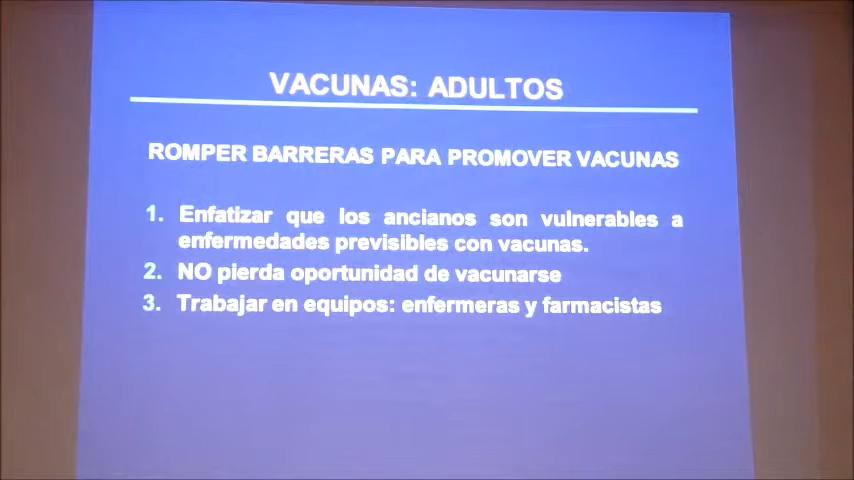 VACUNAS: ADULTOS
ROMPER BARRERAS PARA PROMOVER VACUNAS
1. Enfatizar que los ancianos son vulnerables a
enfermedades previsibles con vacunas.
2. NO pierda oportunidad de vacunarse
3. Trabajar en equipos: enfermeras y farmacistas